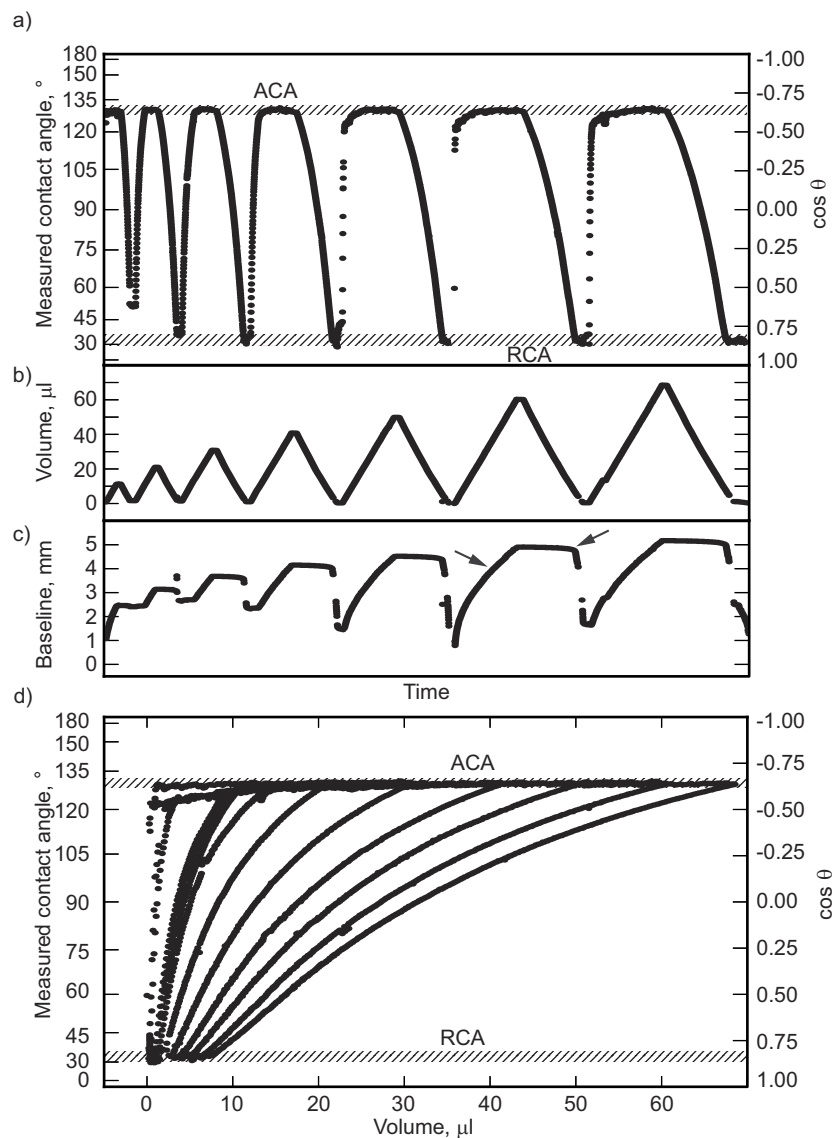 a)
Measured contact angle, °
180
150
135
120
105
90
75
60
45
30
ACA
RCA
-1.00
-0.75
-0.50
-0.25
0.00
0.25
0.50
0.75
1.00
cos θ
b)
Volume, µl
60
40
20
0
c)
Baseline, mm
5
4
3
2
1
0
Time
d)
Measured contact angle, °
180
150
135
120
105
90
75
60
45
30
0
ACA
RCA
-1.00
-0.75
-0.50
-0.25
0.00
0.25
0.50
0.75
1.00
cos θ
0 10 20 30 40 50 60
Volume, µl